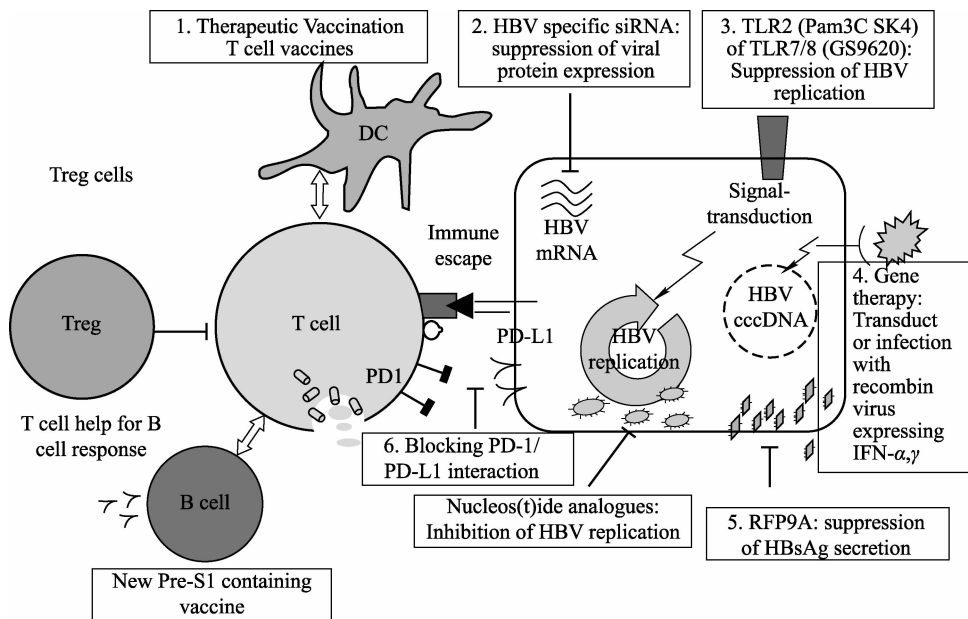 1. Therapeutic Vaccination
T cell vaccines
2. HBV specific siRNA:
suppression of viral
protein expression
3. TLR2 (Pam3C SK4)
of TLR7/8 (GS9620):
Suppression of HBV
replication
DC
Treg cells
Signal-
transduction
HBV
mRNA
Immune
escape
HBV
cccDNA
4. Gene
therapy:
Transduct
or infection
with
recombin
virus
expressing
IFN-α,γ
Treg
T cell
PD-L1
HBV
replication
PD1
T cell help for B
cell response
6. Blocking PD-1/
PD-L1 interaction
B cell
Nucleos(t)ide analogues:
Inhibition of HBV replication
5. RFP9A: suppression
of HBsAg secretion
New Pre-S1 containing
vaccine